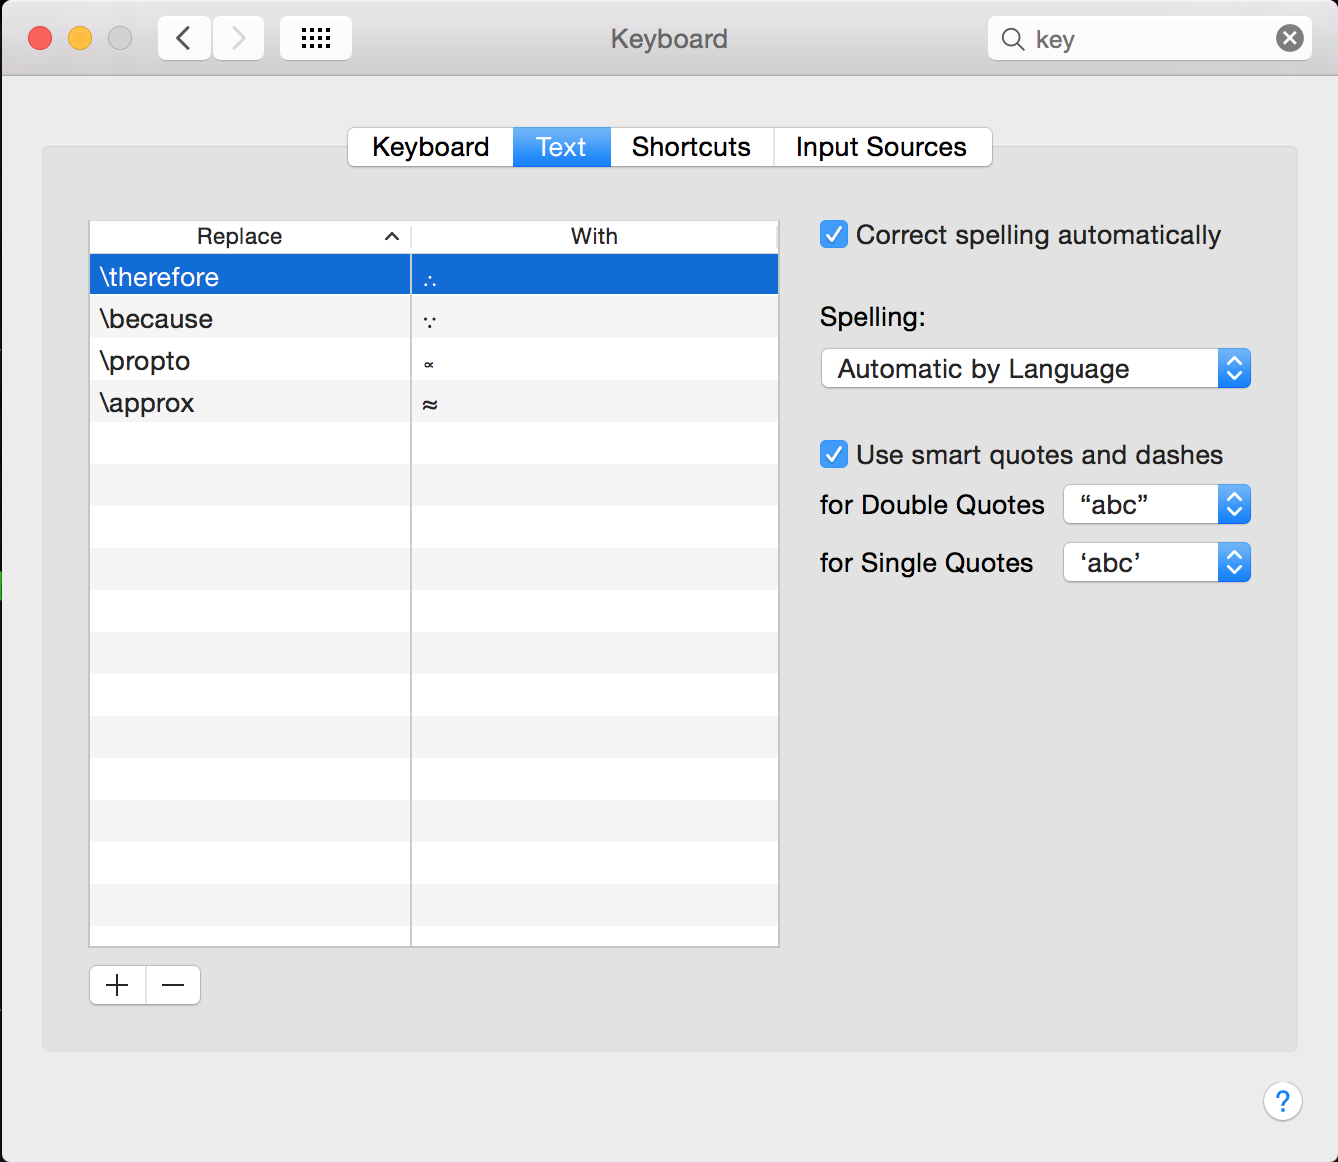 Keyboard
key
Keyboard Text Shortcuts Input Sources
Replace With
\therefore ∴
\because ∵
\propto ∝
\approx ≈
Correct spelling automatically
Spelling:
Automatic by Language
Use smart quotes and dashes
for Double Quotes “abc”
for Single Quotes ‘abc’
?